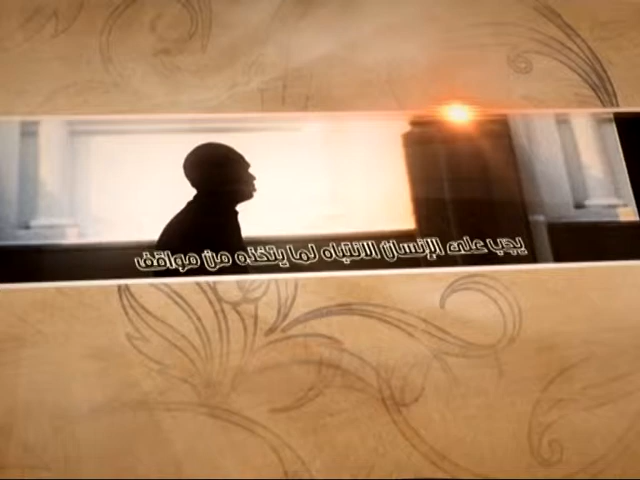 يجب على الإنسان الانتباه لما يتخذه من مواقف